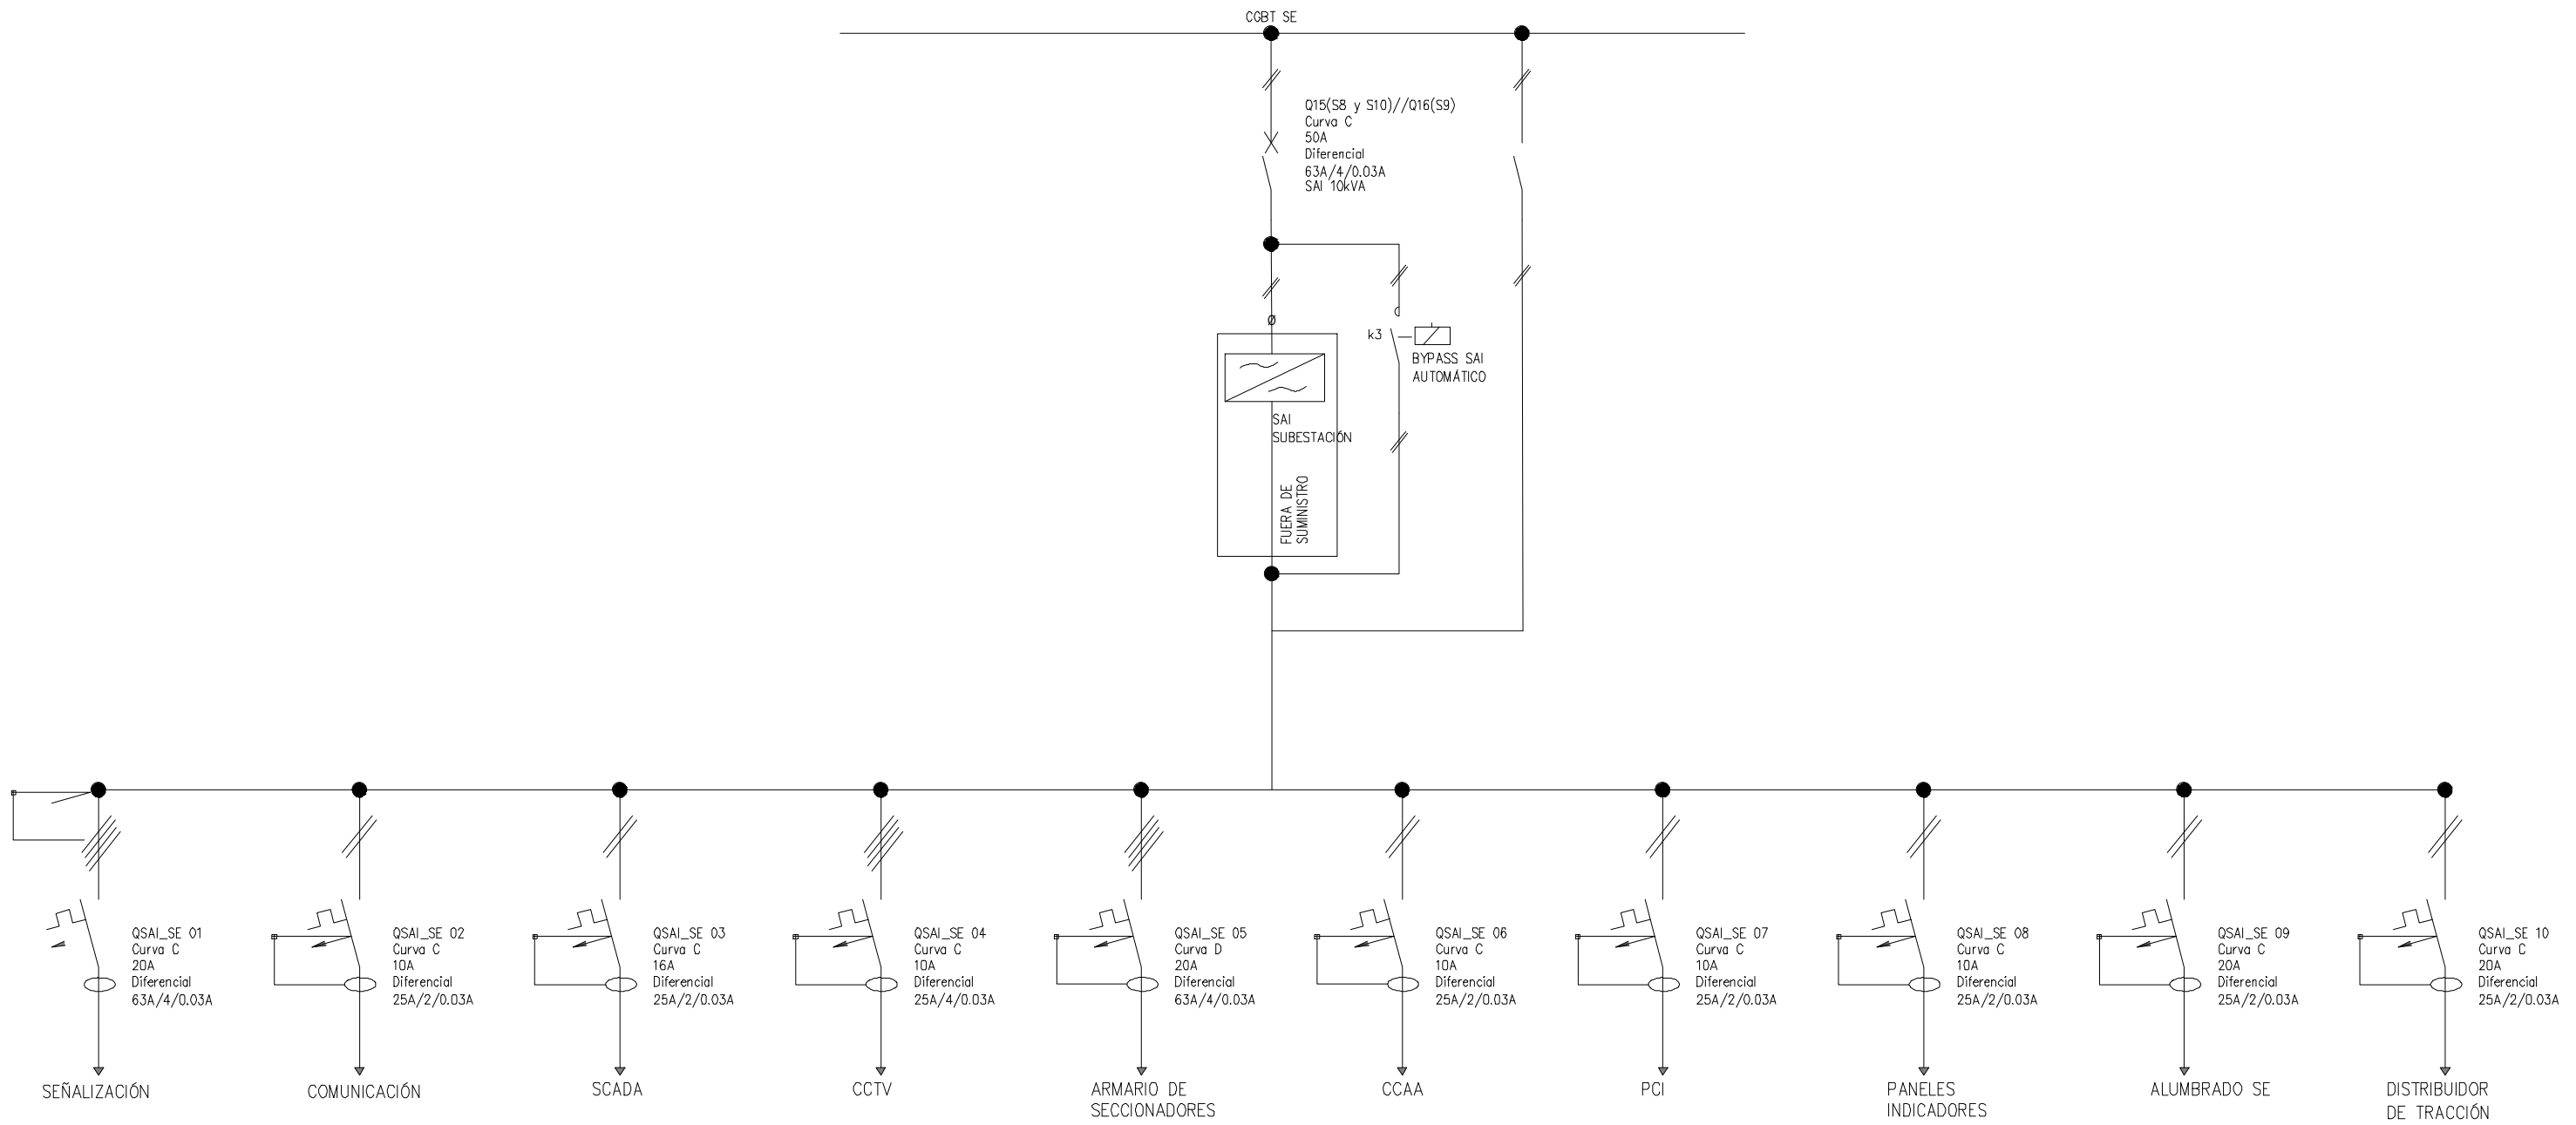 CGBT SE
Q15(S8 y S10)//Q16(S9)
Curva C
50A
Diferencial
63A/4/0.03A
SAI 10kVA
Ø
k3
BYPASS SAI
AUTOMÁTICO
SAI
SUBESTACIÓN
FUERA DE
SUMINISTRO
QSAI_SE 01
Curva C
20A
Diferencial
63A/4/0.03A
QSAI_SE 02
Curva C
10A
Diferencial
25A/2/0.03A
QSAI_SE 03
Curva C
16A
Diferencial
25A/2/0.03A
QSAI_SE 04
Curva C
10A
Diferencial
25A/4/0.03A
QSAI_SE 05
Curva D
20A
Diferencial
63A/4/0.03A
QSAI_SE 06
Curva C
10A
Diferencial
25A/2/0.03A
QSAI_SE 07
Curva C
10A
Diferencial
25A/2/0.03A
QSAI_SE 08
Curva C
10A
Diferencial
25A/2/0.03A
QSAI_SE 09
Curva C
20A
Diferencial
25A/2/0.03A
QSAI_SE 10
Curva C
20A
Diferencial
25A/2/0.03A
SEÑALIZACIÓN
COMUNICACIÓN
SCADA
CCTV
ARMARIO DE
SECCIONADORES
CCAA
PCI
PANELES
INDICADORES
ALUMBRADO SE
DISTRIBUIDOR
DE TRACCIÓN